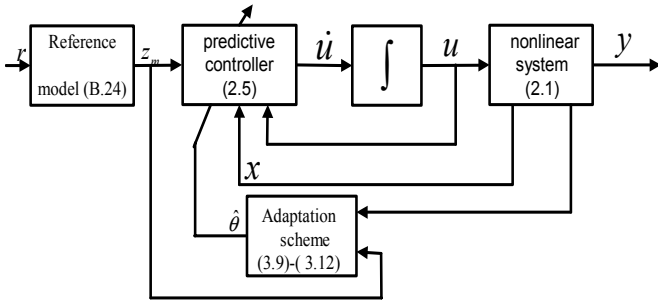 r
Reference
model (B.24)
z_m
predictive
controller
(2.5)
u̇
∫
u
nonlinear
system
(2.1)
y
x
θ̂
Adaptation
scheme
(3.9)-( 3.12)